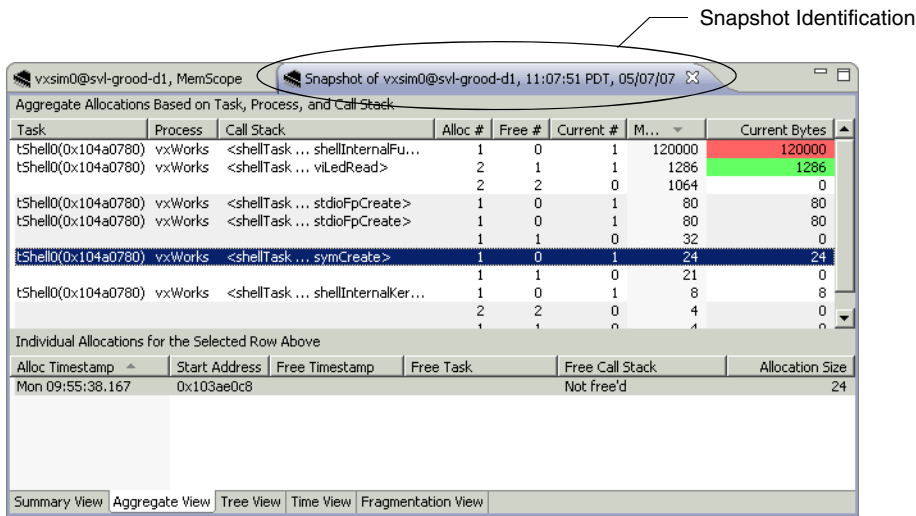 Snapshot Identification
vxsim0@svl-grood-d1, MemScope
Snapshot of vxsim0@svl-grood-d1, 11:07:51 PDT, 05/07/07
Aggregate Allocations Based on Task, Process, and Call Stack
Task Process Call Stack Alloc # Free # Current # M... Current Bytes
tShell0(0x104a0780) vxWorks <shellTask ... shellInternalFu... 1 0 1 120000 120000
tShell0(0x104a0780) vxWorks <shellTask ... viLedRead> 2 1 1 1286 1286
2 2 0 1064 0
tShell0(0x104a0780) vxWorks <shellTask ... stdioFpCreate> 1 0 1 80 80
tShell0(0x104a0780) vxWorks <shellTask ... stdioFpCreate> 1 0 1 80 80
1 1 0 32 0
tShell0(0x104a0780) vxWorks <shellTask ... symCreate> 1 0 1 24 24
1 1 0 21 0
tShell0(0x104a0780) vxWorks <shellTask ... shellInternalKer... 1 0 1 8 8
2 2 0 4 0
1 1 0 4 0
Individual Allocations for the Selected Row Above
Alloc Timestamp Start Address Free Timestamp Free Task Free Call Stack Allocation Size
Mon 09:55:38.167 0x103ae0c8 Not free'd 24
Summary View Aggregate View Tree View Time View Fragmentation View